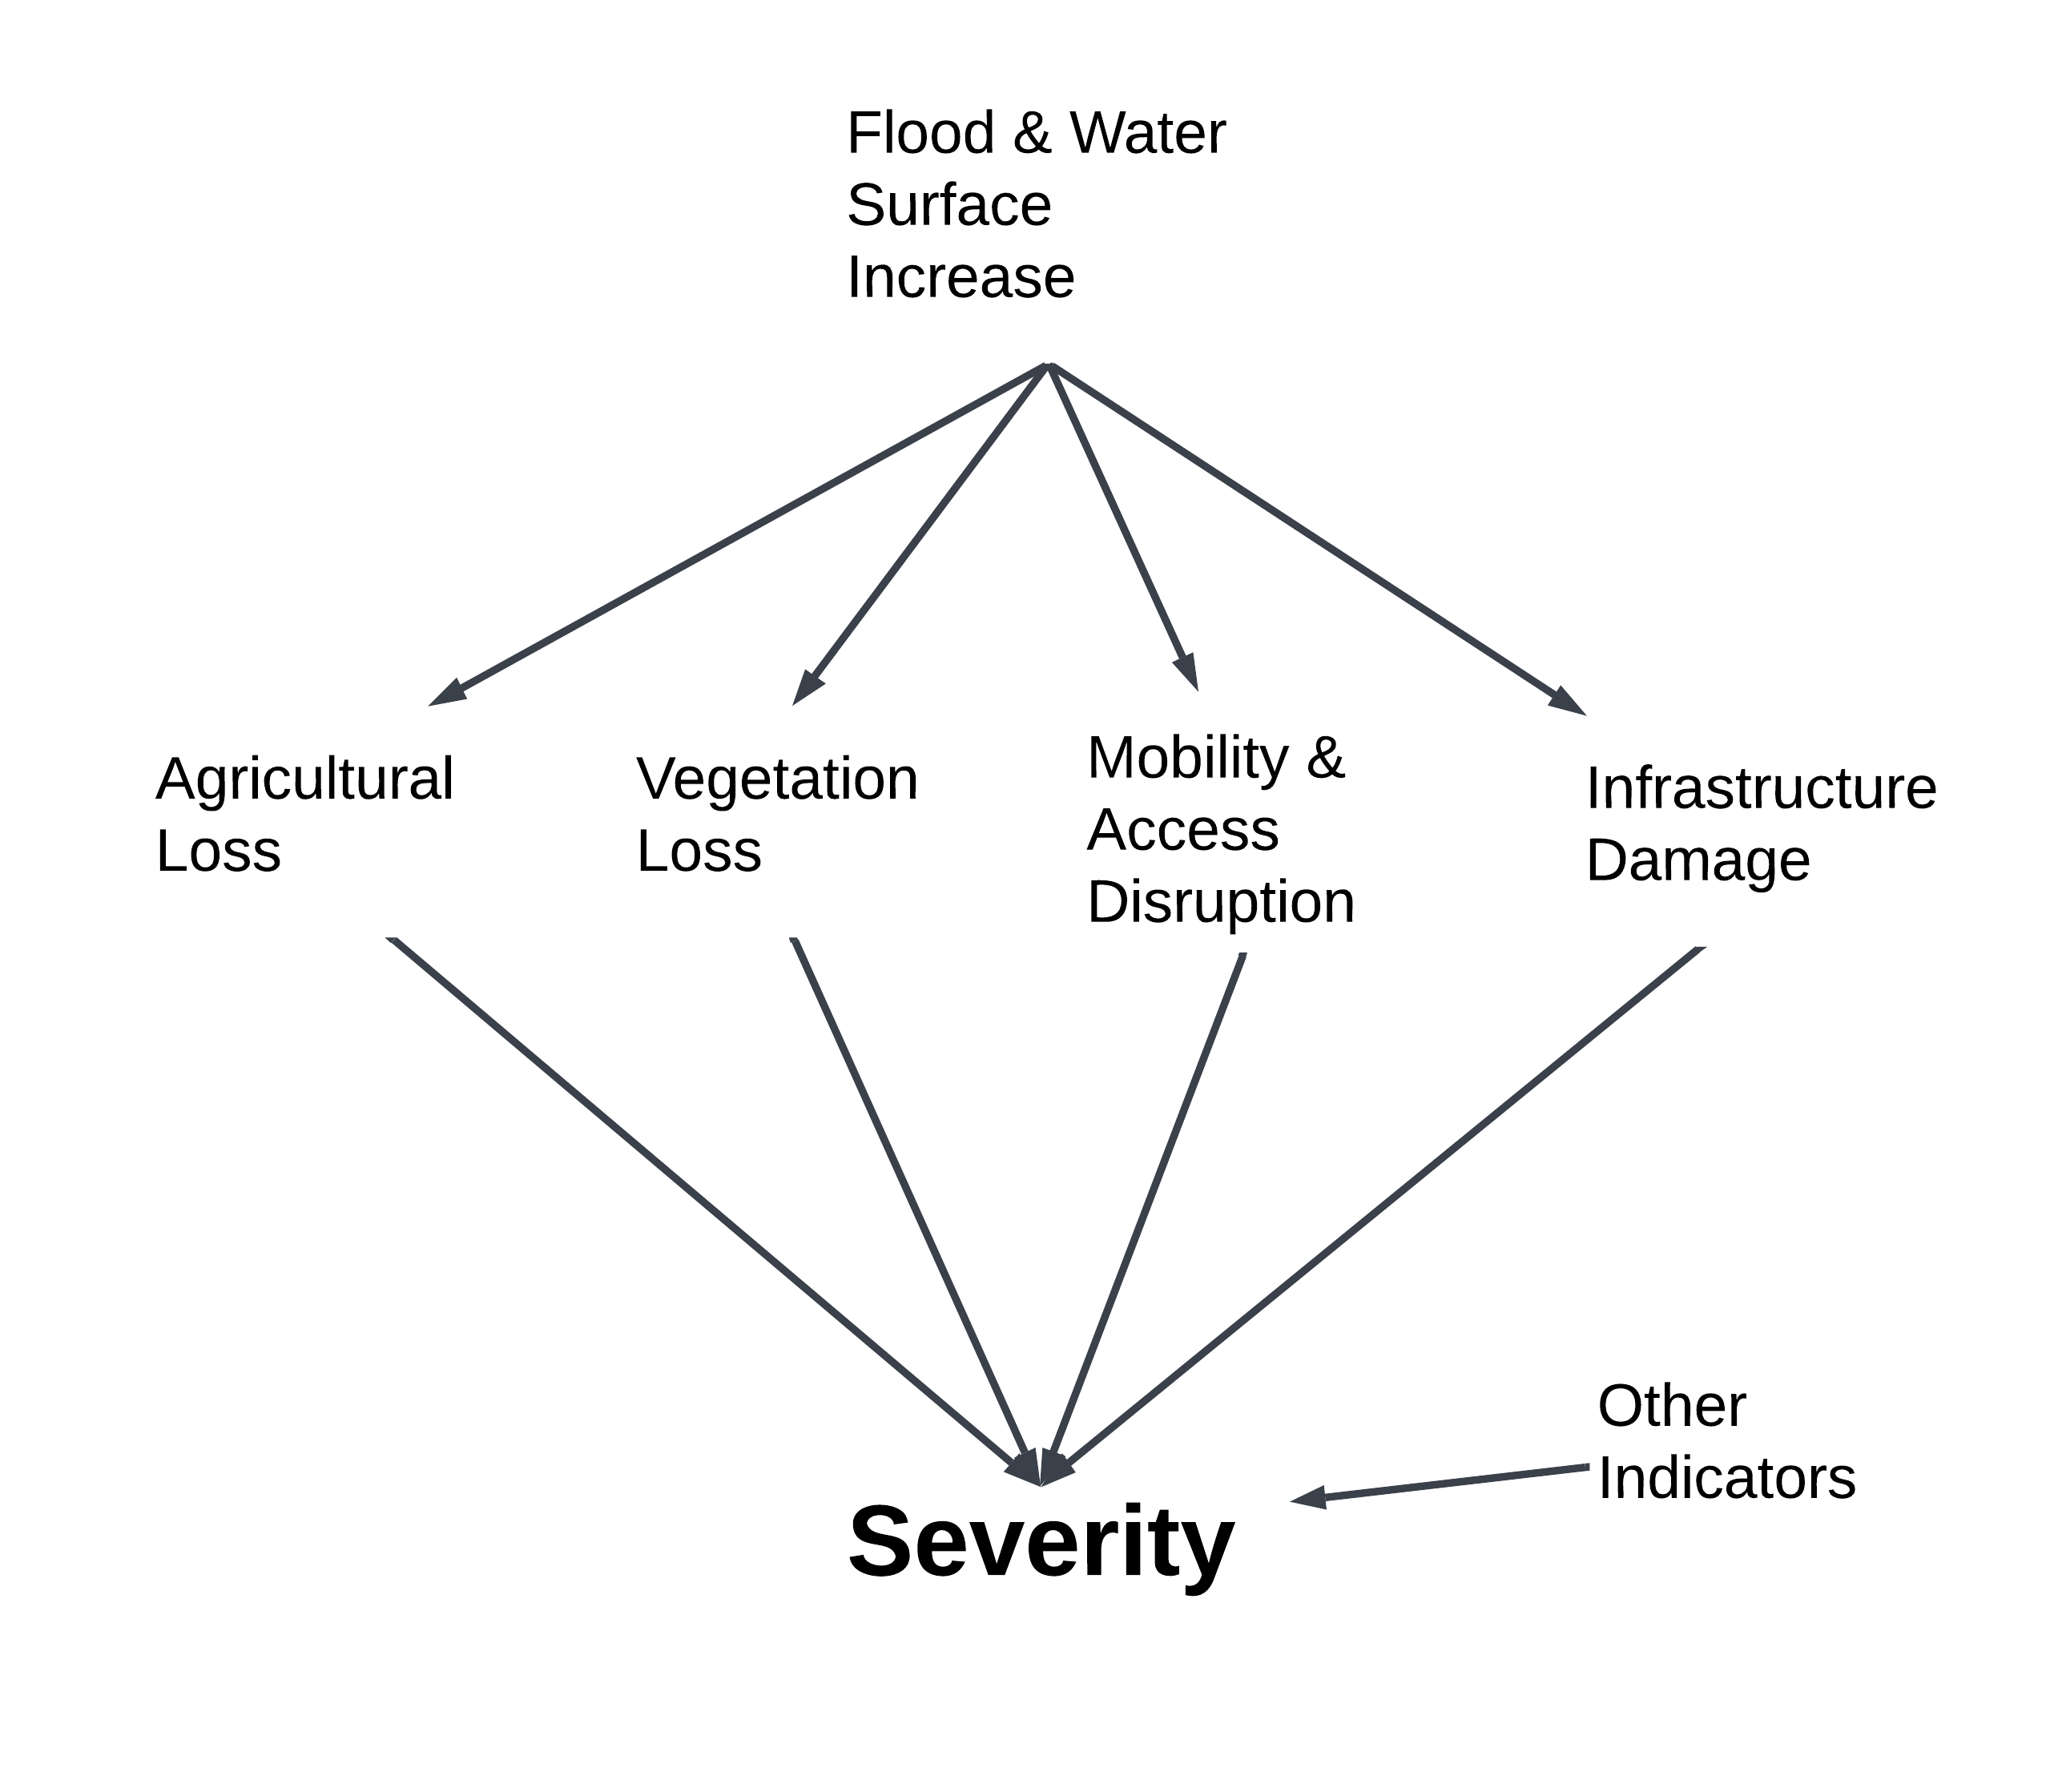 Flood & Water
Surface
Increase
Agricultural
Loss
Vegetation
Loss
Mobility &
Access
Disruption
Infrastructure
Damage
Other
Indicators
Severity